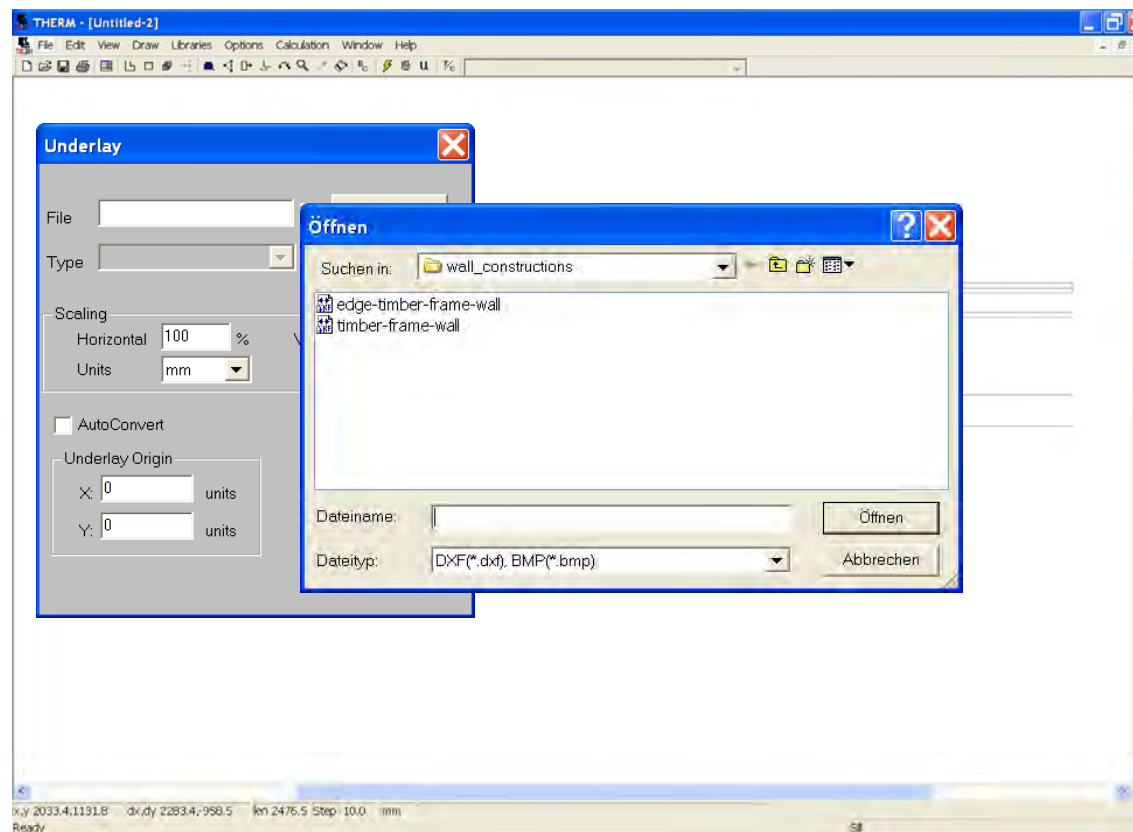 THERM - [Untitled-2]
File Edit View Draw Libraries Options Calculation Window Help
Underlay
File
Type
Scaling
Horizontal 100 %
Units mm
AutoConvert
Underlay Origin
X: 0 units
Y: 0 units
Öffnen
Suchen in: wall_constructions
edge-timber-frame-wall
timber-frame-wall
Dateiname: Öffnen
Dateityp: DXF(*.dxf), BMP(*.bmp) Abbrechen
x,y 2033.4,1131.8 dx,dy 2283.4,-958.5 len 2476.5 Step 10.0 mm
Ready